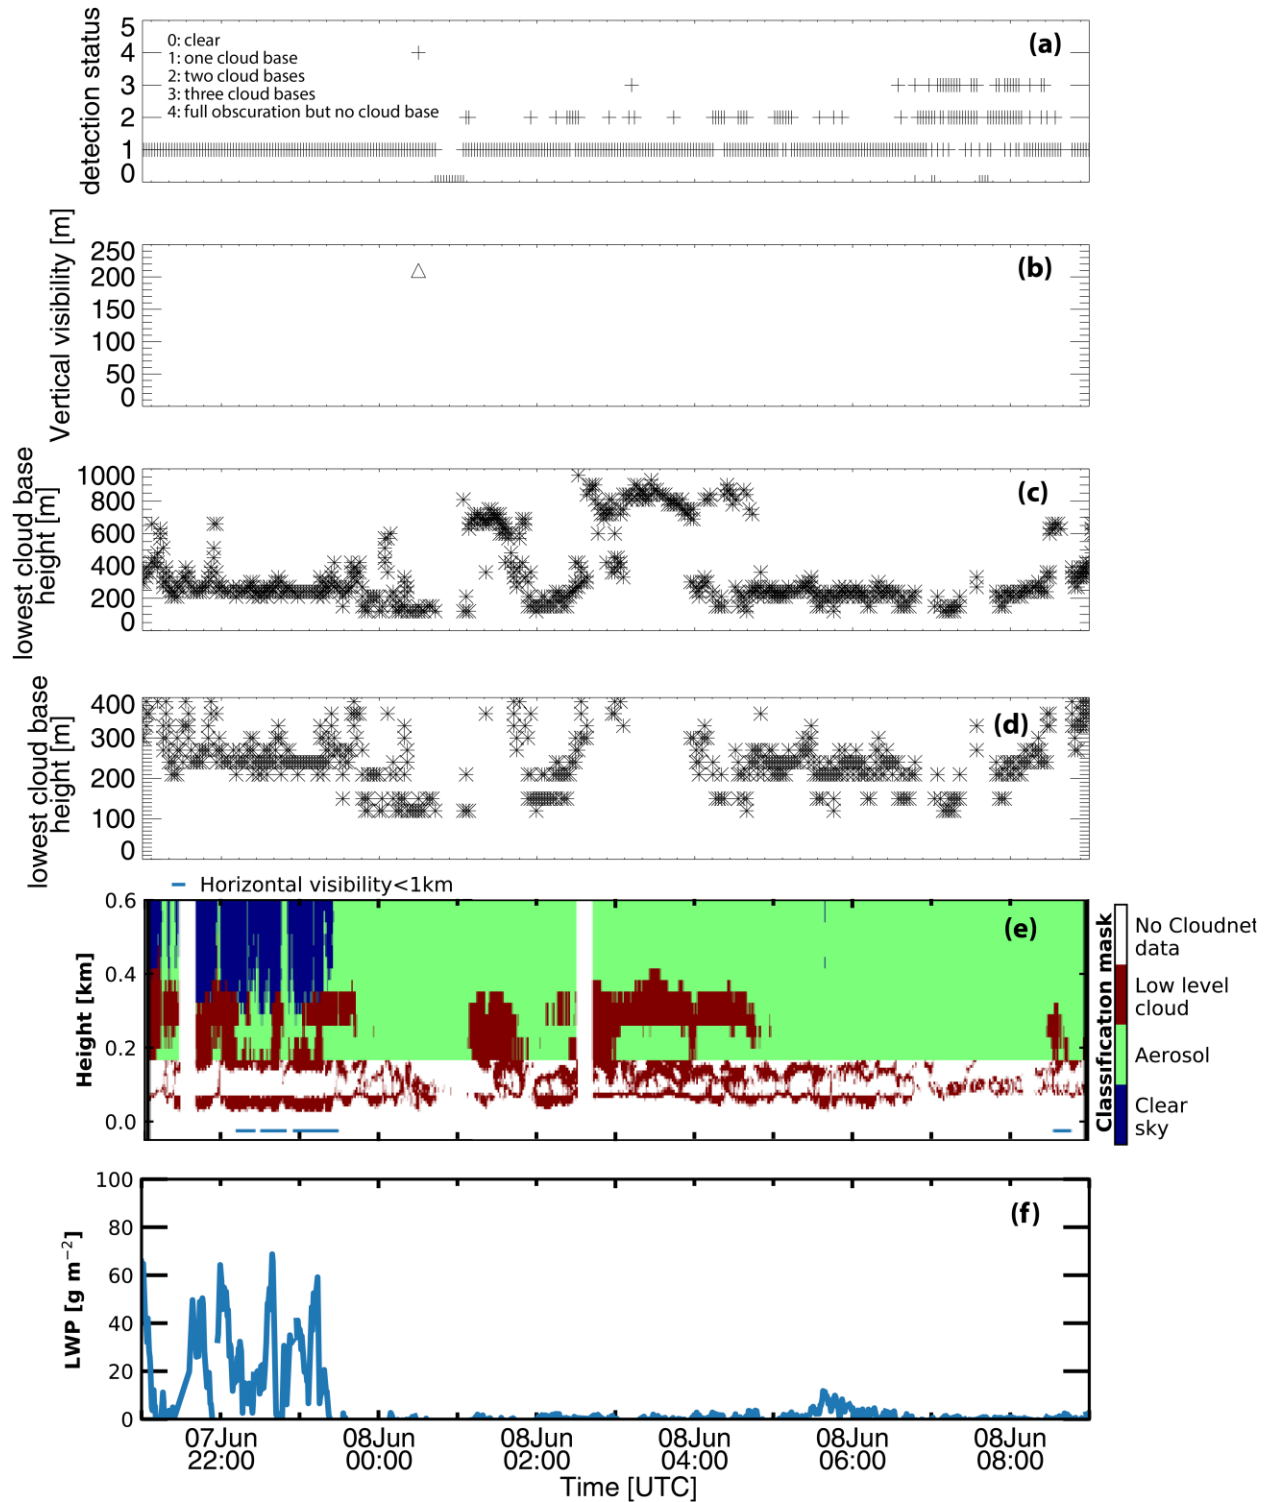 (a)
0: clear
1: one cloud base
2: two cloud bases
3: three cloud bases
4: full obscuration but no cloud base
detection status
5
4
3
2
1
0
(b)
Vertical visibility [m]
250
200
150
100
50
0
(c)
lowest cloud base
height [m]
1000
800
600
400
200
0
(d)
lowest cloud base
height [m]
400
300
200
100
0
Horizontal visibility<1km
(e)
Height [km]
0.6
0.4
0.2
0.0
Classification mask
No Cloudnet
data
Low level
cloud
Aerosol
Clear
sky
(f)
LWP [g m−2]
100
80
60
40
20
0
07Jun 08Jun 08Jun 08Jun 08Jun 08Jun
22:00 00:00 02:00 04:00 06:00 08:00
Time [UTC]